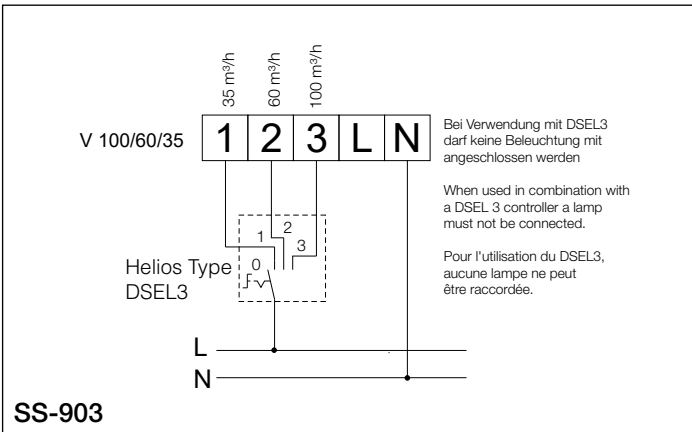 35 m³/h
60 m³/h
100 m³/h
V 100/60/35
1 2 3 L N
Bei Verwendung mit DSEL3
darf keine Beleuchtung mit
angeschlossen werden
When used in combination with
a DSEL 3 controller a lamp
must not be connected.
Pour l'utilisation du DSEL3,
aucune lampe ne peut
être raccordée.
2
1
3
0
Helios Type
DSEL3
L
N
SS-903